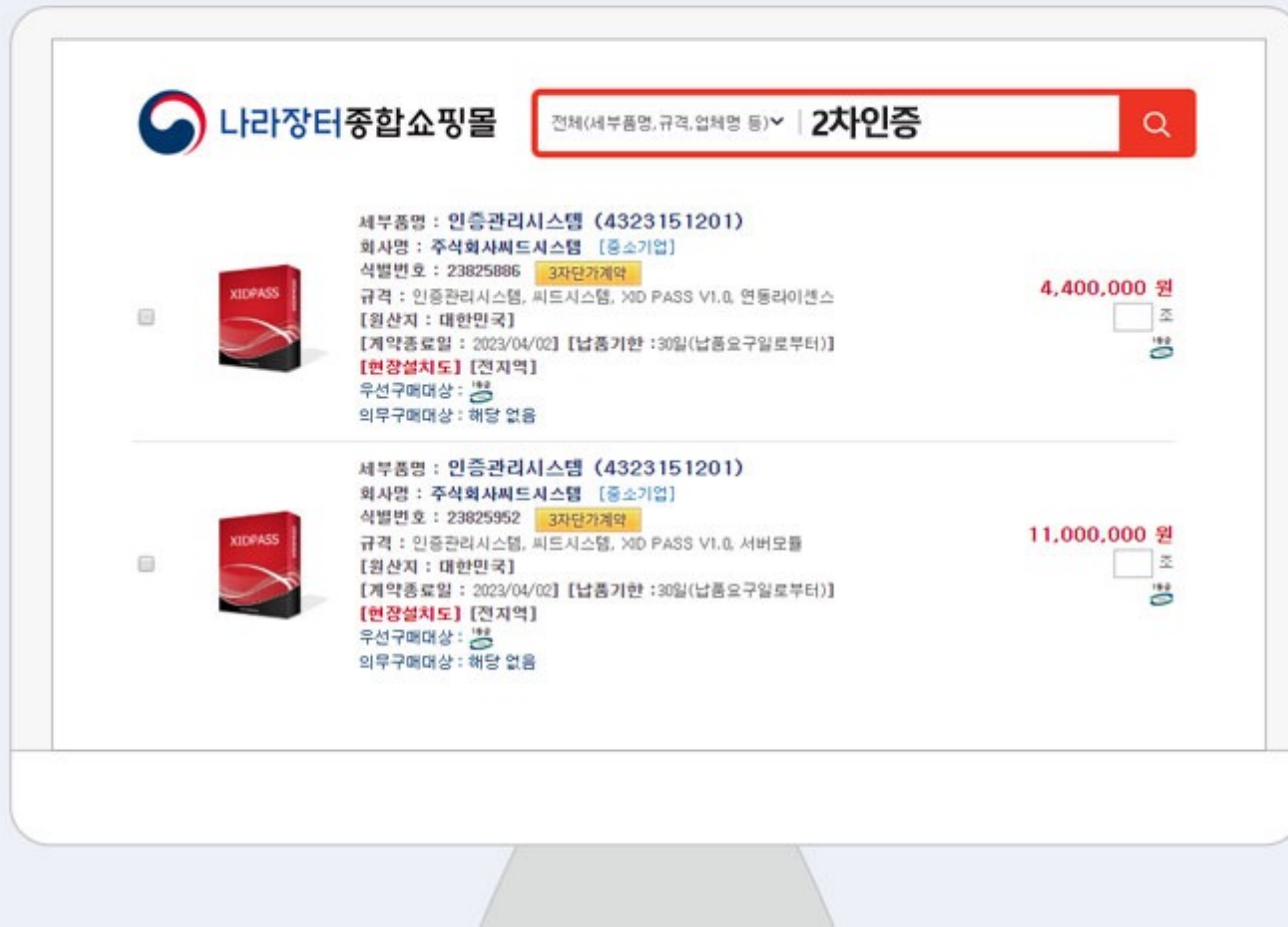 나라장터종합쇼핑몰
전체(세부품명,규격,업체명 등) 2차인증
세부품명 : 인증관리시스템 (4323151201)
회사명 : 주식회사씨드시스템 [중소기업]
식별번호 : 23825886 3자단가계약
규격 : 인증관리시스템, 씨드시스템, XID PASS V1.0, 연동라이센스
[원산지 : 대한민국]
[계약종료일 : 2023/04/02] [납품기한 :30일(납품요구일로부터)]
[현장설치도] [전지역]
우선구매대상 :
의무구매대상 : 해당 없음
XIDPASS
4,400,000 원
조
세부품명 : 인증관리시스템 (4323151201)
회사명 : 주식회사씨드시스템 [중소기업]
식별번호 : 23825952 3자단가계약
규격 : 인증관리시스템, 씨드시스템, XID PASS V1.0, 서버모듈
[원산지 : 대한민국]
[계약종료일 : 2023/04/02] [납품기한 :30일(납품요구일로부터)]
[현장설치도] [전지역]
우선구매대상 :
의무구매대상 : 해당 없음
XIDPASS
11,000,000 원
조